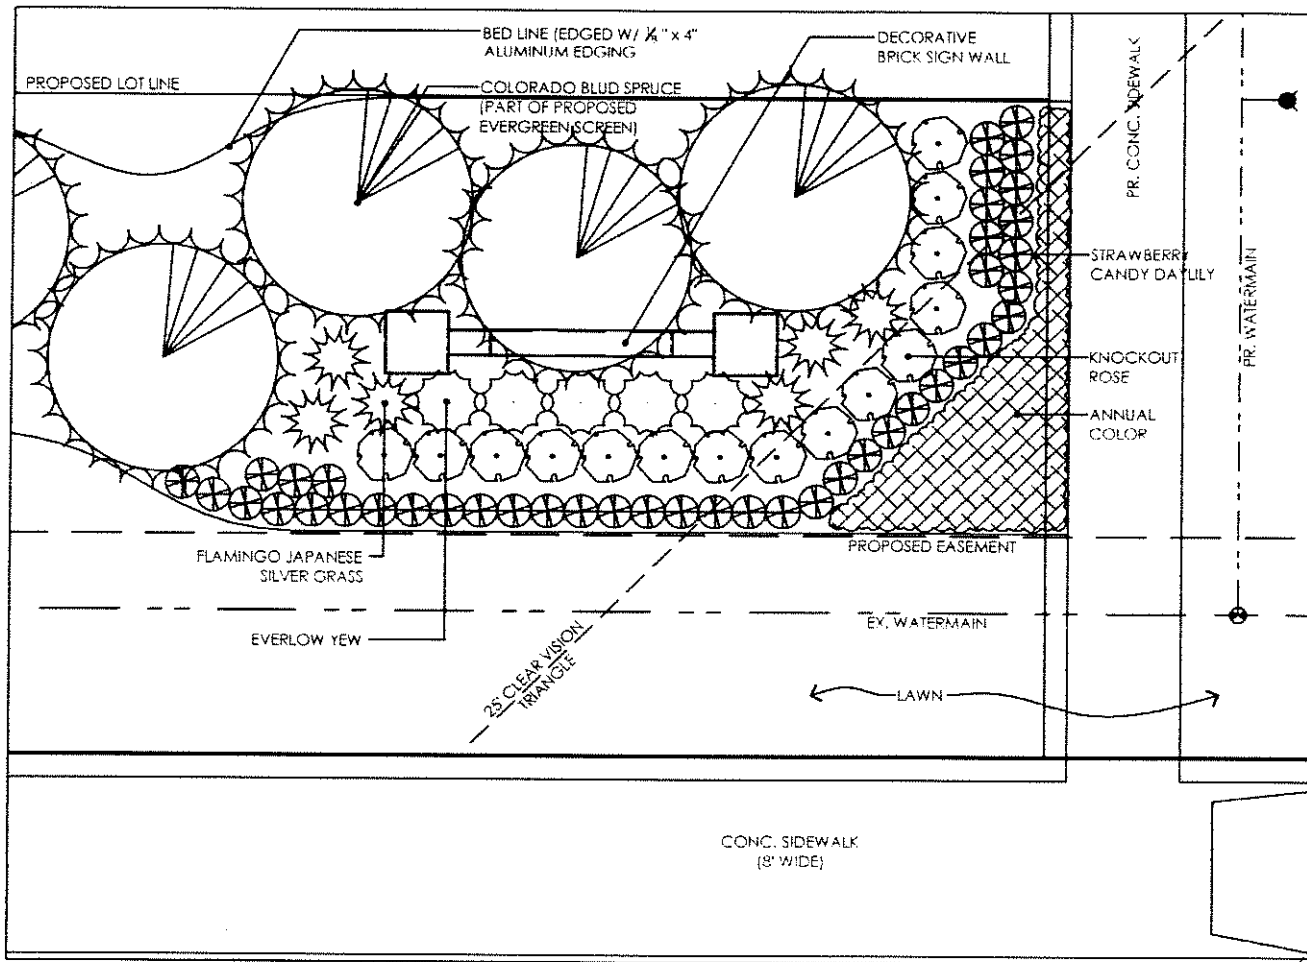 BED LINE (EDGED W/ ⅛" x 4"
ALUMINUM EDGING
DECORATIVE
BRICK SIGN WALL
PROPOSED LOT LINE
COLORADO BLUD SPRUCE
(PART OF PROPOSED
EVERGREEN SCREEN)
PR. CONC. SIDEWALK
STRAWBERRY
CANDY DAYLILY
PR. WATERMAIN
KNOCKOUT
ROSE
ANNUAL
COLOR
FLAMINGO JAPANESE
SILVER GRASS
PROPOSED EASEMENT
EVERLOW YEW
EX. WATERMAIN
25' CLEAR VISION
TRIANGLE
LAWN
CONC. SIDEWALK
(8' WIDE)